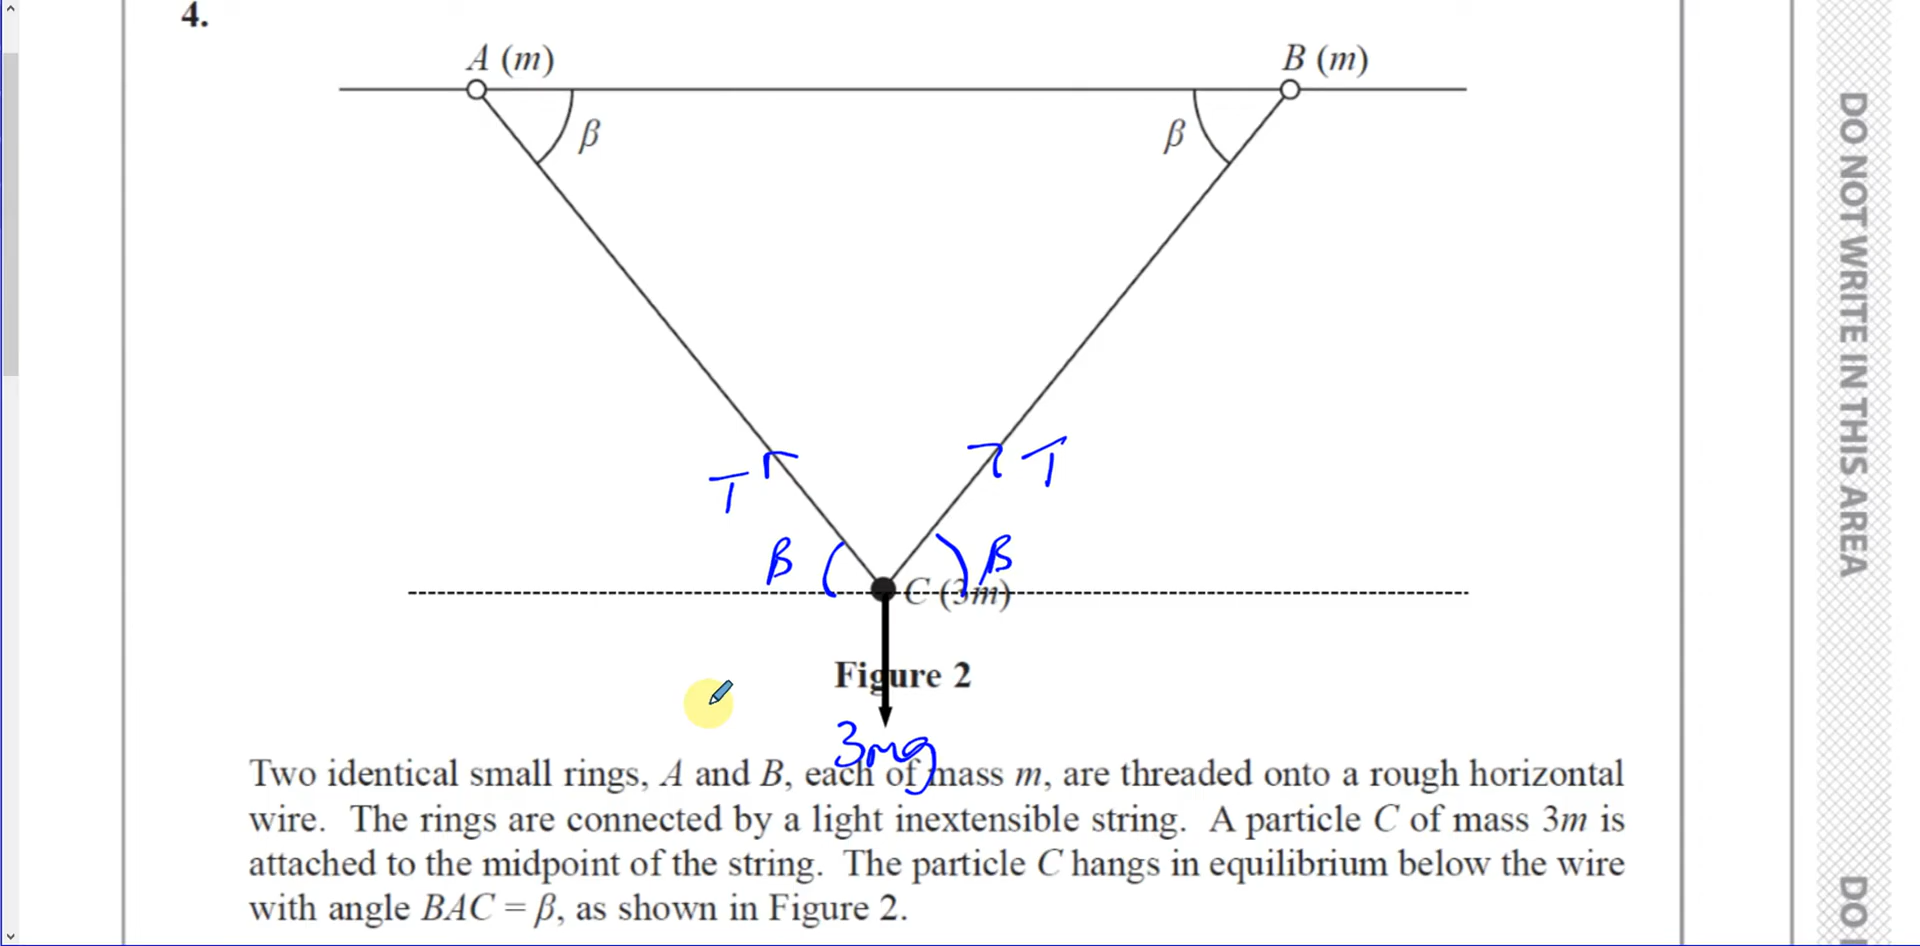 4.
A (m)
B (m)
β
β
T
T
β
β
C (3m)
Figure 2
3mg
Two identical small rings, A and B, each of mass m, are threaded onto a rough horizontal
wire. The rings are connected by a light inextensible string. A particle C of mass 3m is
attached to the midpoint of the string. The particle C hangs in equilibrium below the wire
with angle BAC = β, as shown in Figure 2.
DO NOT WRITE IN THIS AREA
DO